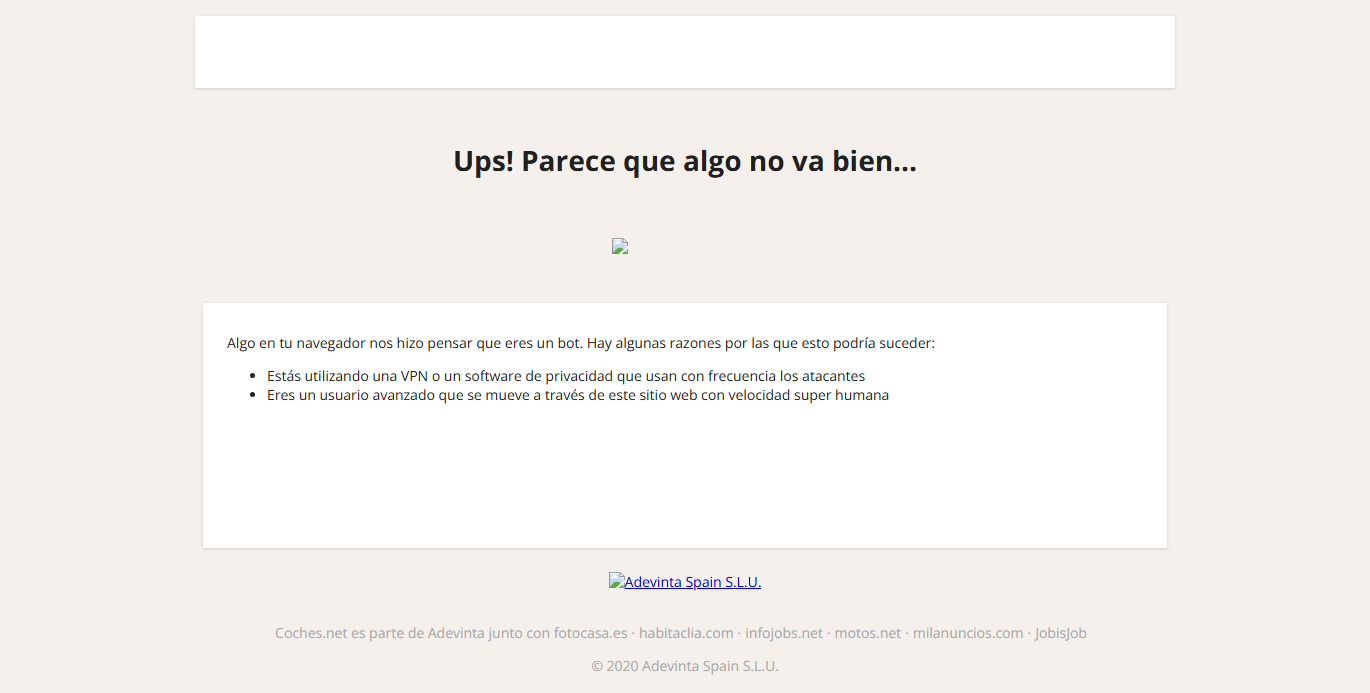 Ups! Parece que algo no va bien...
Algo en tu navegador nos hizo pensar que eres un bot. Hay algunas razones por las que esto podría suceder:
Estás utilizando una VPN o un software de privacidad que usan con frecuencia los atacantes
Eres un usuario avanzado que se mueve a través de este sitio web con velocidad super humana
Adevinta Spain S.L.U.
Coches.net es parte de Adevinta junto con fotocasa.es · habitaclia.com · infojobs.net · motos.net · milanuncios.com · JobisJob
© 2020 Adevinta Spain S.L.U.